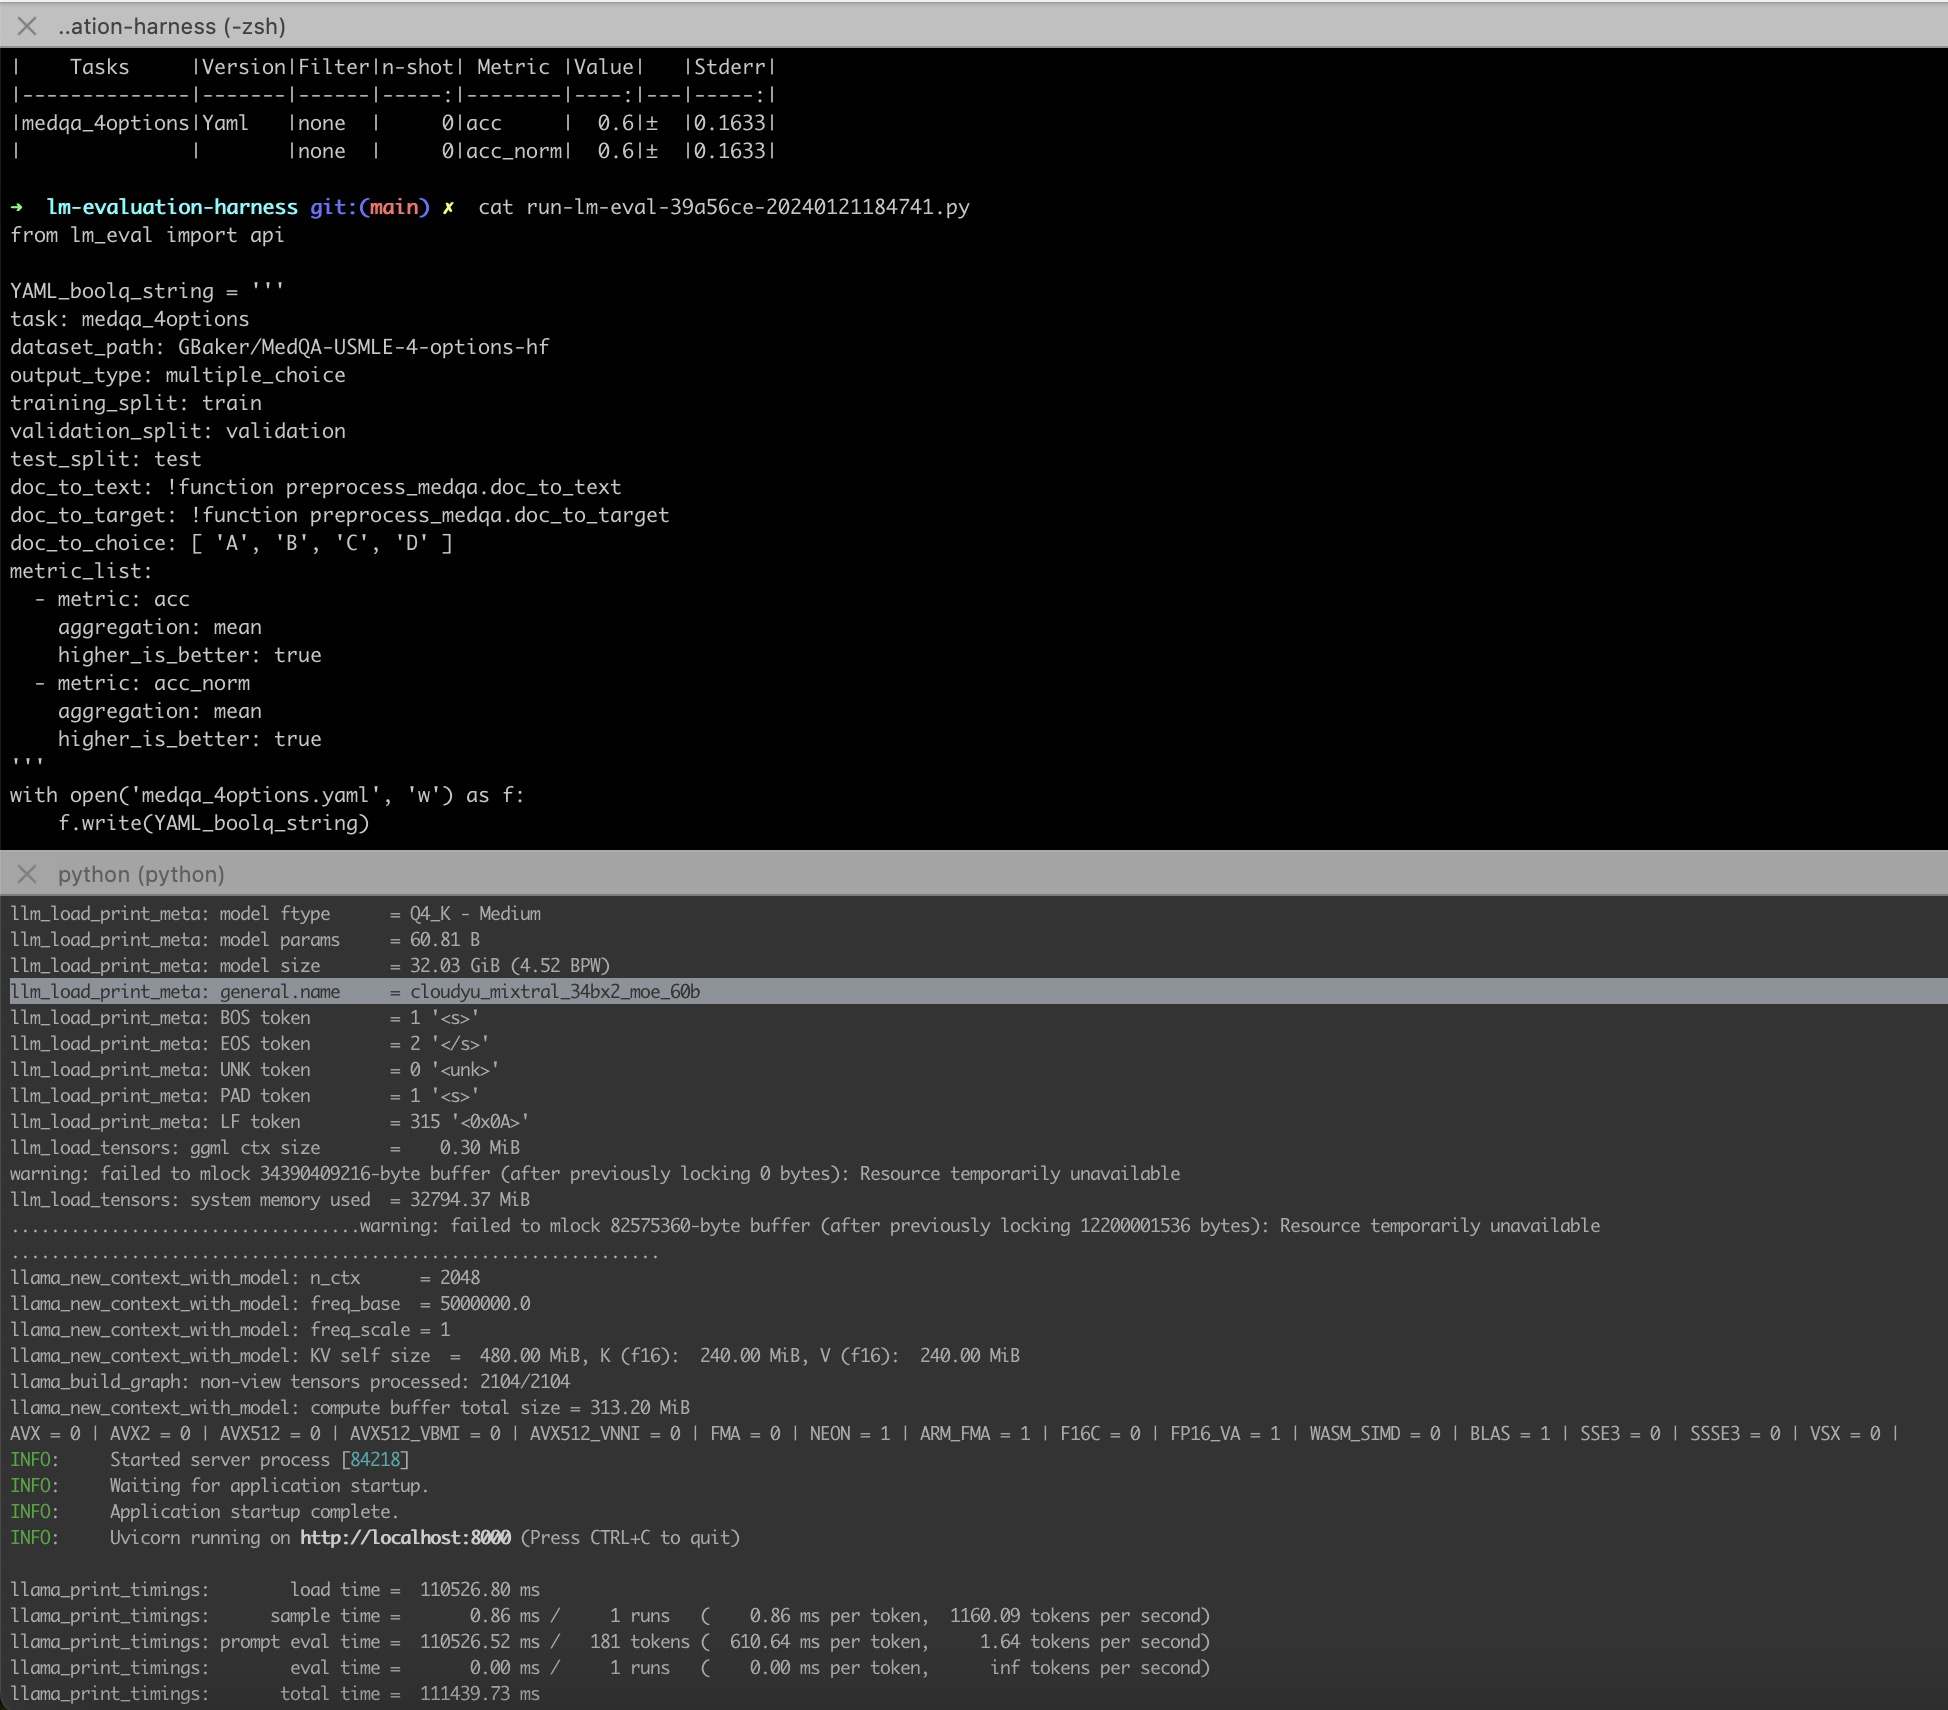 ..ation-harness (-zsh)
|    Tasks     |Version|Filter|n-shot| Metric |Value|   |Stderr|
|--------------|-------|------|-----:|--------|----:|---|-----:|
|medqa_4options|Yaml   |none  |     0|acc     |  0.6|±  |0.1633|
|              |       |none  |     0|acc_norm|  0.6|±  |0.1633|
➜  lm-evaluation-harness git:(main) ✗  cat run-lm-eval-39a56ce-20240121184741.py
from lm_eval import api
YAML_boolq_string = '''
task: medqa_4options
dataset_path: GBaker/MedQA-USMLE-4-options-hf
output_type: multiple_choice
training_split: train
validation_split: validation
test_split: test
doc_to_text: !function preprocess_medqa.doc_to_text
doc_to_target: !function preprocess_medqa.doc_to_target
doc_to_choice: [ 'A', 'B', 'C', 'D' ]
metric_list:
  - metric: acc
    aggregation: mean
    higher_is_better: true
  - metric: acc_norm
    aggregation: mean
    higher_is_better: true
'''
with open('medqa_4options.yaml', 'w') as f:
    f.write(YAML_boolq_string)
python (python)
llm_load_print_meta: model ftype      = Q4_K - Medium
llm_load_print_meta: model params     = 60.81 B
llm_load_print_meta: model size       = 32.03 GiB (4.52 BPW)
llm_load_print_meta: general.name     = cloudyu_mixtral_34bx2_moe_60b
llm_load_print_meta: BOS token        = 1 '<s>'
llm_load_print_meta: EOS token        = 2 '</s>'
llm_load_print_meta: UNK token        = 0 '<unk>'
llm_load_print_meta: PAD token        = 1 '<s>'
llm_load_print_meta: LF token         = 315 '<0x0A>'
llm_load_tensors: ggml ctx size       =    0.30 MiB
warning: failed to mlock 34390409216-byte buffer (after previously locking 0 bytes): Resource temporarily unavailable
llm_load_tensors: system memory used  = 32794.37 MiB
...................................warning: failed to mlock 82575360-byte buffer (after previously locking 12200001536 bytes): Resource temporarily unavailable
.................................................................
llama_new_context_with_model: n_ctx      = 2048
llama_new_context_with_model: freq_base  = 5000000.0
llama_new_context_with_model: freq_scale = 1
llama_new_context_with_model: KV self size  =  480.00 MiB, K (f16):  240.00 MiB, V (f16):  240.00 MiB
llama_build_graph: non-view tensors processed: 2104/2104
llama_new_context_with_model: compute buffer total size = 313.20 MiB
AVX = 0 | AVX2 = 0 | AVX512 = 0 | AVX512_VBMI = 0 | AVX512_VNNI = 0 | FMA = 0 | NEON = 1 | ARM_FMA = 1 | F16C = 0 | FP16_VA = 1 | WASM_SIMD = 0 | BLAS = 1 | SSE3 = 0 | SSSE3 = 0 | VSX = 0 |
INFO:     Started server process [84218]
INFO:     Waiting for application startup.
INFO:     Application startup complete.
INFO:     Uvicorn running on http://localhost:8000 (Press CTRL+C to quit)
llama_print_timings:        load time =  110526.80 ms
llama_print_timings:      sample time =       0.86 ms /     1 runs   (    0.86 ms per token,  1160.09 tokens per second)
llama_print_timings: prompt eval time =  110526.52 ms /   181 tokens (  610.64 ms per token,     1.64 tokens per second)
llama_print_timings:        eval time =       0.00 ms /     1 runs   (    0.00 ms per token,      inf tokens per second)
llama_print_timings:       total time =  111439.73 ms